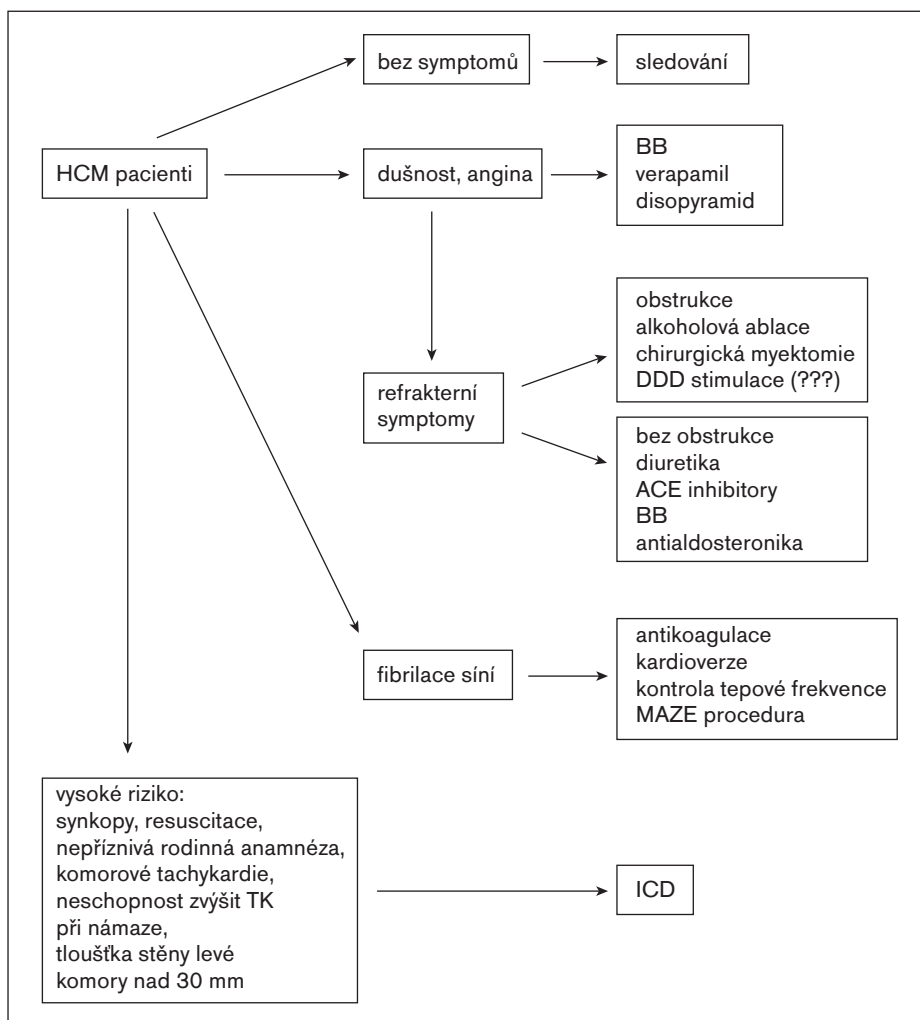 bez symptomů
sledování
HCM pacienti
dušnost, angina
BB
verapamil
disopyramid
refrakterní
symptomy
obstrukce
alkoholová ablace
chirurgická myektomie
DDD stimulace (???)
bez obstrukce
diuretika
ACE inhibitory
BB
antialdosteronika
fibrilace síní
antikoagulace
kardioverze
kontrola tepové frekvence
MAZE procedura
vysoké riziko:
synkopy, resuscitace,
nepříznivá rodinná anamnéza,
komorové tachykardie,
neschopnost zvýšit TK
při námaze,
tloušťka stěny levé
komory nad 30 mm
ICD